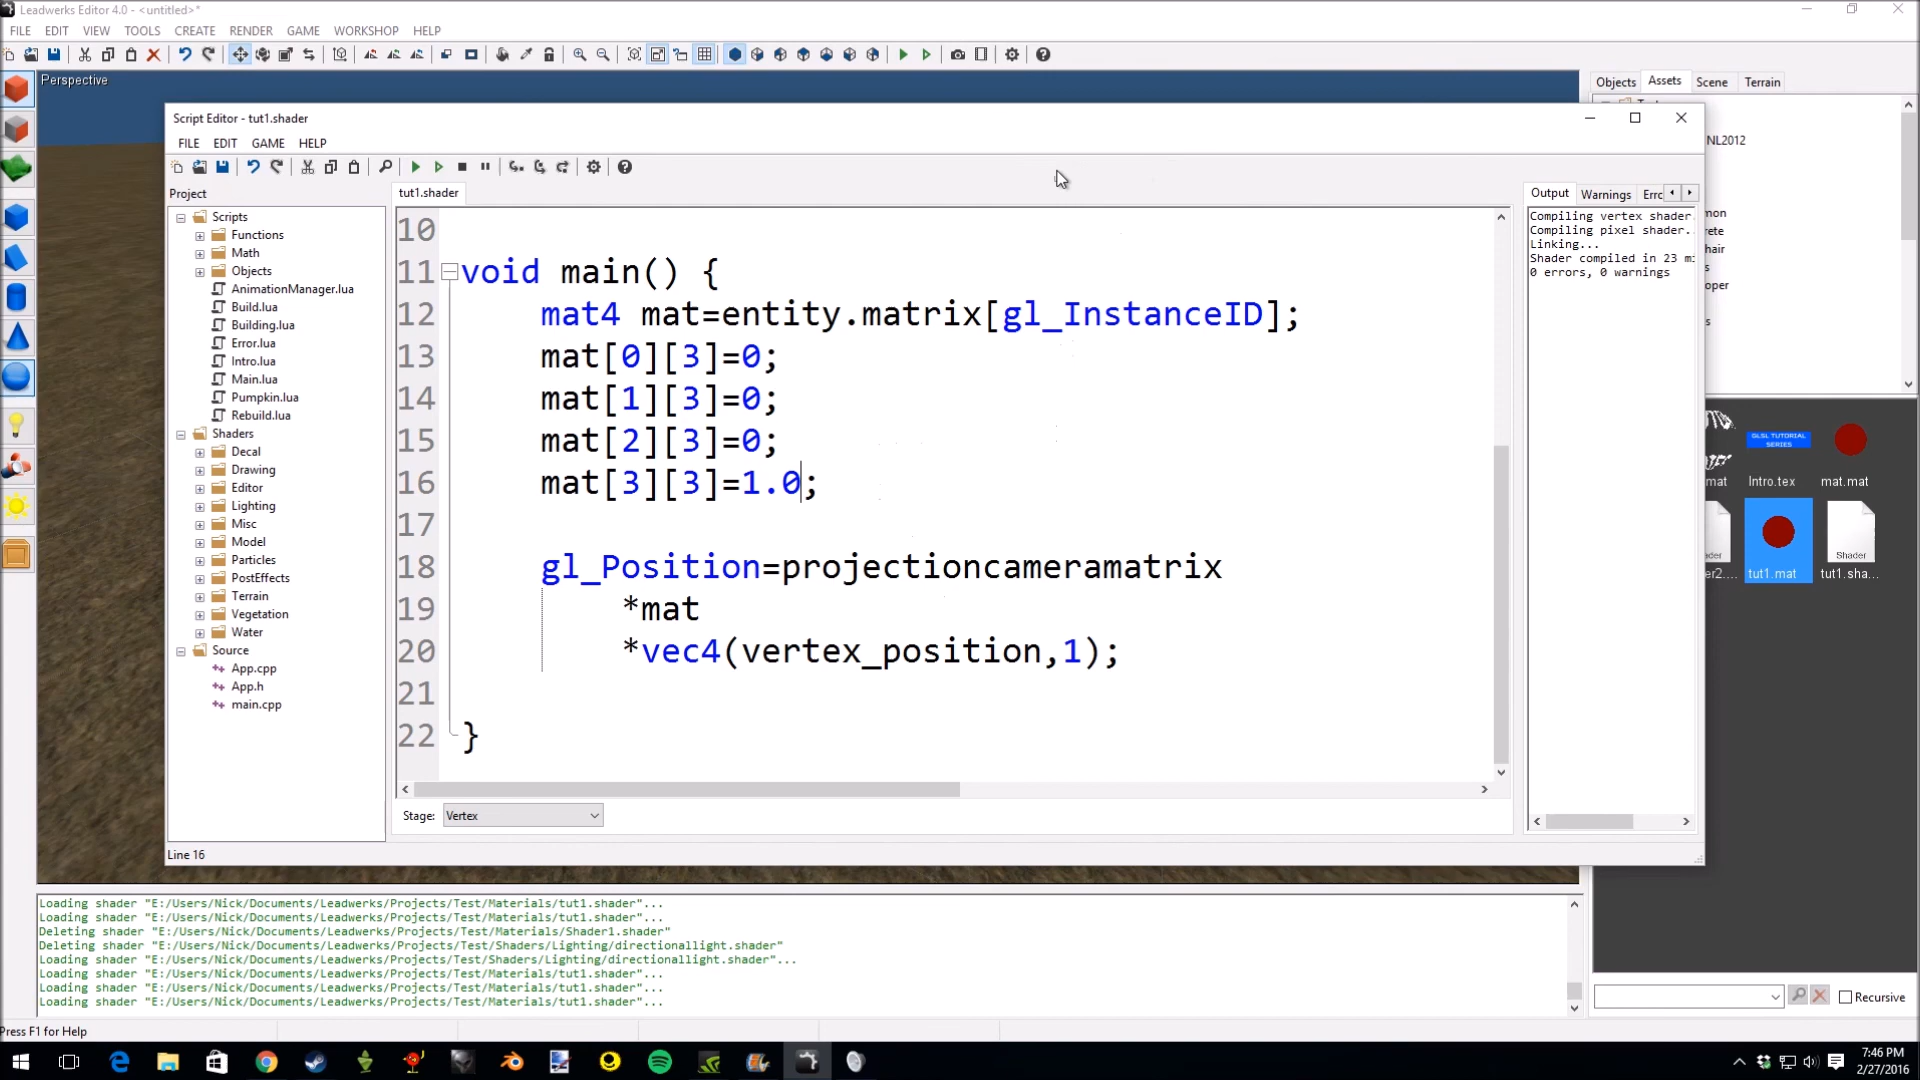 Leadwerks Editor 4.0 - <untitled>*
FILE EDIT VIEW TOOLS CREATE RENDER GAME WORKSHOP HELP
Perspective
Objects Assets Scene Terrain
NL2012
Script Editor - tut1.shader
FILE EDIT GAME HELP
Project
tut1.shader
Scripts
Functions
Math
Objects
AnimationManager.lua
Build.lua
Building.lua
Error.lua
Intro.lua
Main.lua
Pumpkin.lua
Rebuild.lua
Shaders
Decal
Drawing
Editor
Lighting
Misc
Model
Particles
PostEffects
Terrain
Vegetation
Water
Source
App.cpp
App.h
main.cpp
10
11 void main() {
12 mat4 mat=entity.matrix[gl_InstanceID];
13 mat[0][3]=0;
14 mat[1][3]=0;
15 mat[2][3]=0;
16 mat[3][3]=1.0;
17
18 gl_Position=projectioncameramatrix
19 *mat
20 *vec4(vertex_position,1);
21
22 }
Stage: Vertex
Line 16
Output Warnings Errc
Compiling vertex shader.
Compiling pixel shader..
Linking...
Shader compiled in 23 mi
0 errors, 0 warnings
GLSL TUTORIAL
SERIES
mat Intro.tex mat.mat
Shader
tut1.mat tut1.sha...
Recursive
Loading shader "E:/Users/Nick/Documents/Leadwerks/Projects/Test/Materials/tut1.shader"...
Loading shader "E:/Users/Nick/Documents/Leadwerks/Projects/Test/Materials/tut1.shader"...
Deleting shader "E:/Users/Nick/Documents/Leadwerks/Projects/Test/Materials/Shader1.shader"
Deleting shader "E:/Users/Nick/Documents/Leadwerks/Projects/Test/Shaders/Lighting/directionallight.shader"
Loading shader "E:/Users/Nick/Documents/Leadwerks/Projects/Test/Shaders/Lighting/directionallight.shader"...
Loading shader "E:/Users/Nick/Documents/Leadwerks/Projects/Test/Materials/tut1.shader"...
Loading shader "E:/Users/Nick/Documents/Leadwerks/Projects/Test/Materials/tut1.shader"...
Loading shader "E:/Users/Nick/Documents/Leadwerks/Projects/Test/Materials/tut1.shader"...
Press F1 for Help
7:46 PM
2/27/2016